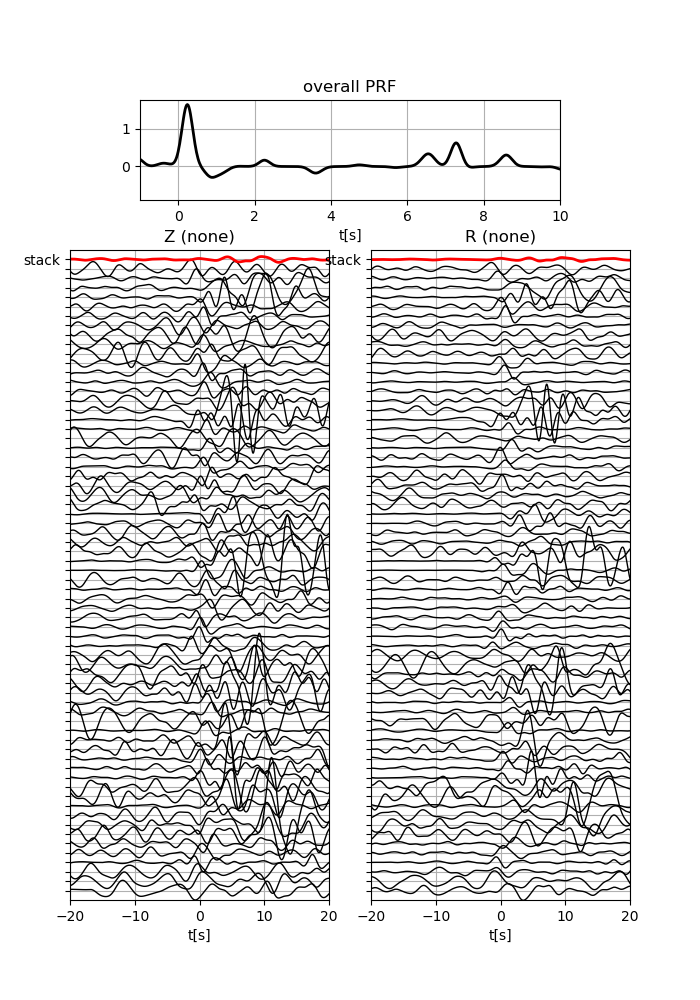 overall PRF
1
0
0 2 4 6 8 10
t[s]
Z (none) R (none)
stack stack
−20 −10 0 10 20 −20 −10 0 10 20
t[s] t[s]